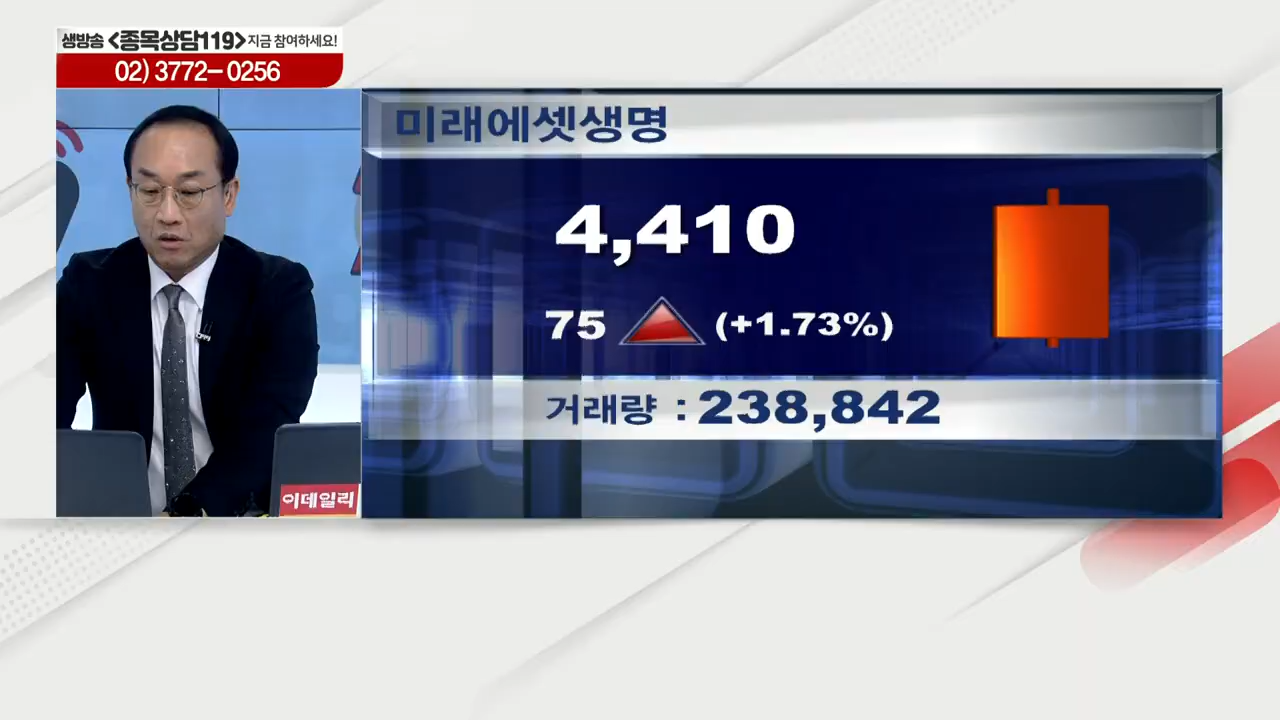 생방송 <종목상담119> 지금 참여하세요!
02) 3772-0256
미래에셋생명
4,410
75 ▲ (+1.73%)
거래량 : 238,842
이데일리